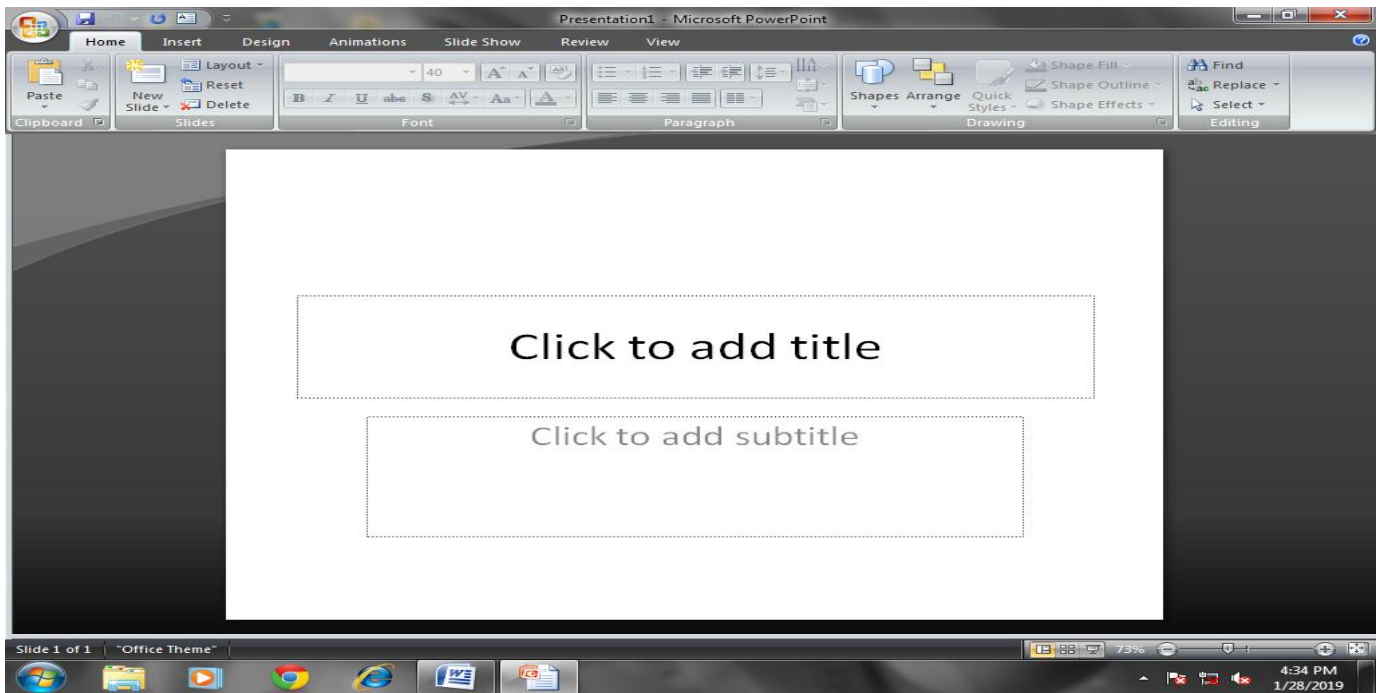 Presentation1 - Microsoft PowerPoint
Home Insert Design Animations Slide Show Review View
Paste
Clipboard
New Slide
Layout
Reset
Delete
Slides
40
A A
B I U abc S AV Aa A
Font
Paragraph
Shapes Arrange Quick Styles
Shape Fill
Shape Outline
Shape Effects
Drawing
Find
Replace
Select
Editing
Click to add title
Click to add subtitle
Slide 1 of 1 "Office Theme" 73%
4:34 PM
1/28/2019